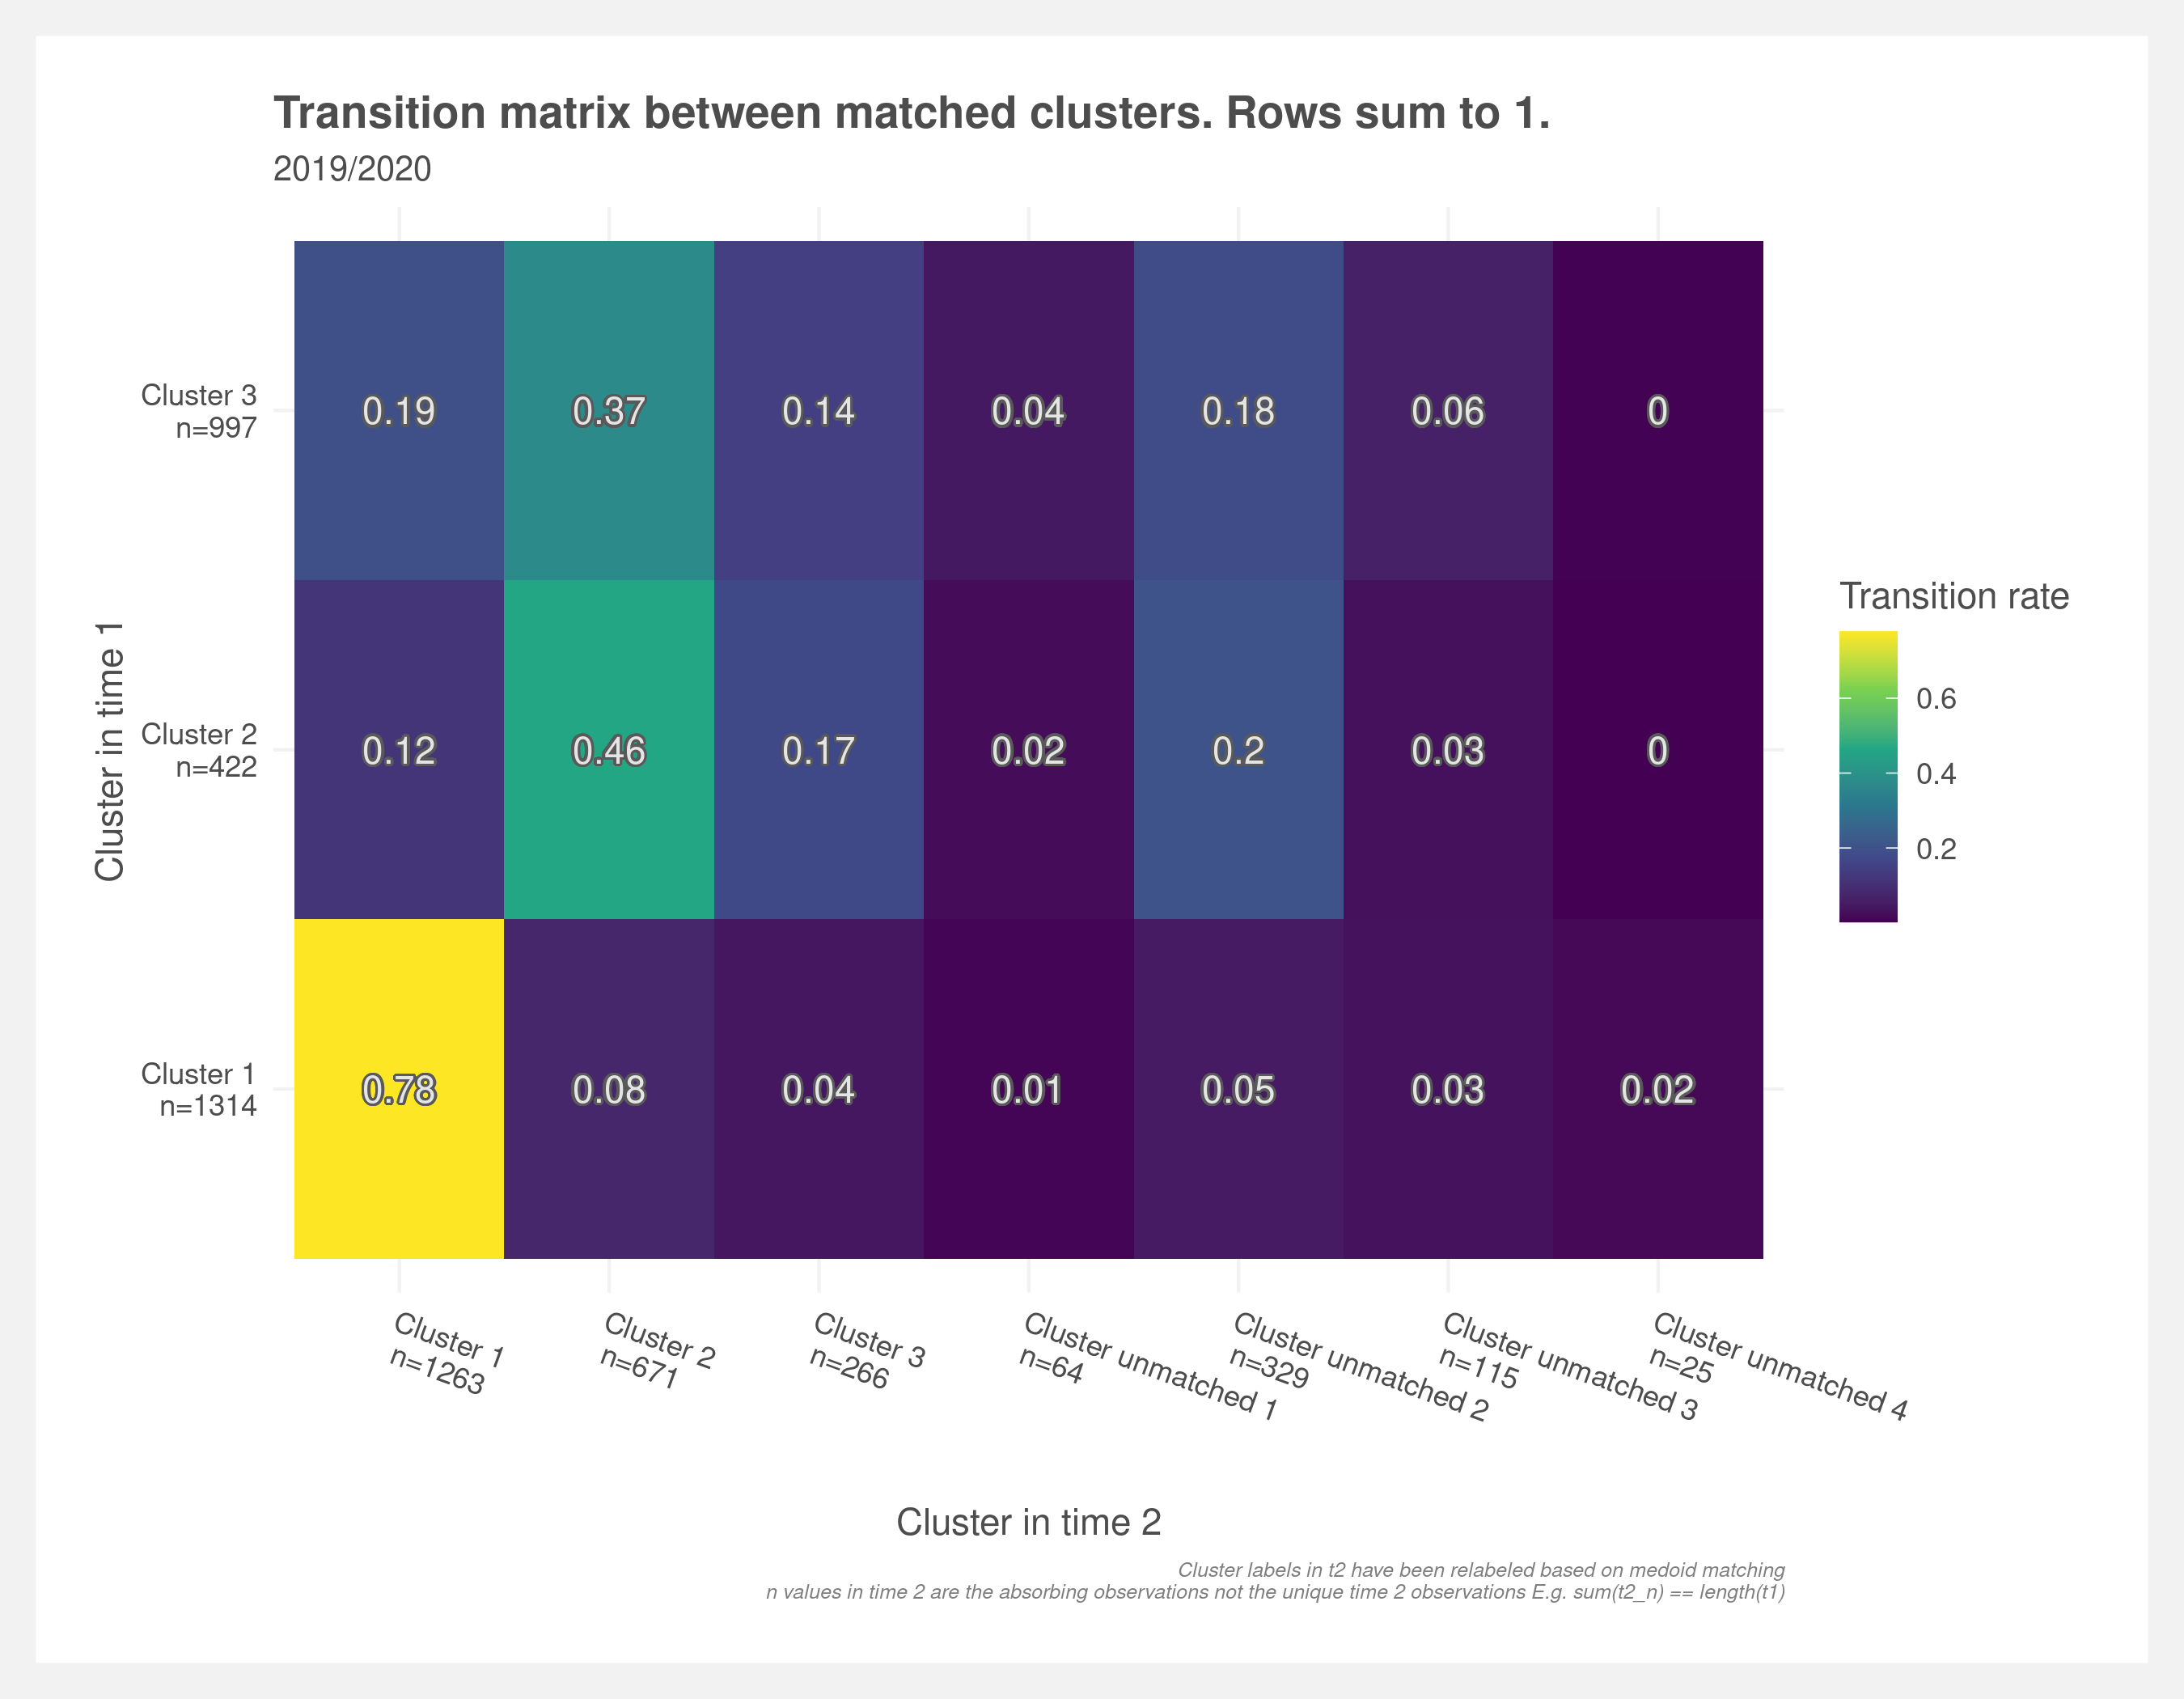 Transition matrix between matched clusters. Rows sum to 1.
2019/2020
Cluster in time 1
Cluster 3
n=997
0.19 0.37 0.14 0.04 0.18 0.06 0
Cluster 2
n=422
0.12 0.46 0.17 0.02 0.2 0.03 0
Cluster 1
n=1314
0.78 0.08 0.04 0.01 0.05 0.03 0.02
Transition rate
0.6
0.4
0.2
Cluster 1
n=1263
Cluster 2
n=671
Cluster 3
n=266
Cluster unmatched 1
n=64
Cluster unmatched 2
n=329
Cluster unmatched 3
n=115
Cluster unmatched 4
n=25
Cluster in time 2
Cluster labels in t2 have been relabeled based on medoid matching
n values in time 2 are the absorbing observations not the unique time 2 observations E.g. sum(t2_n) == length(t1)